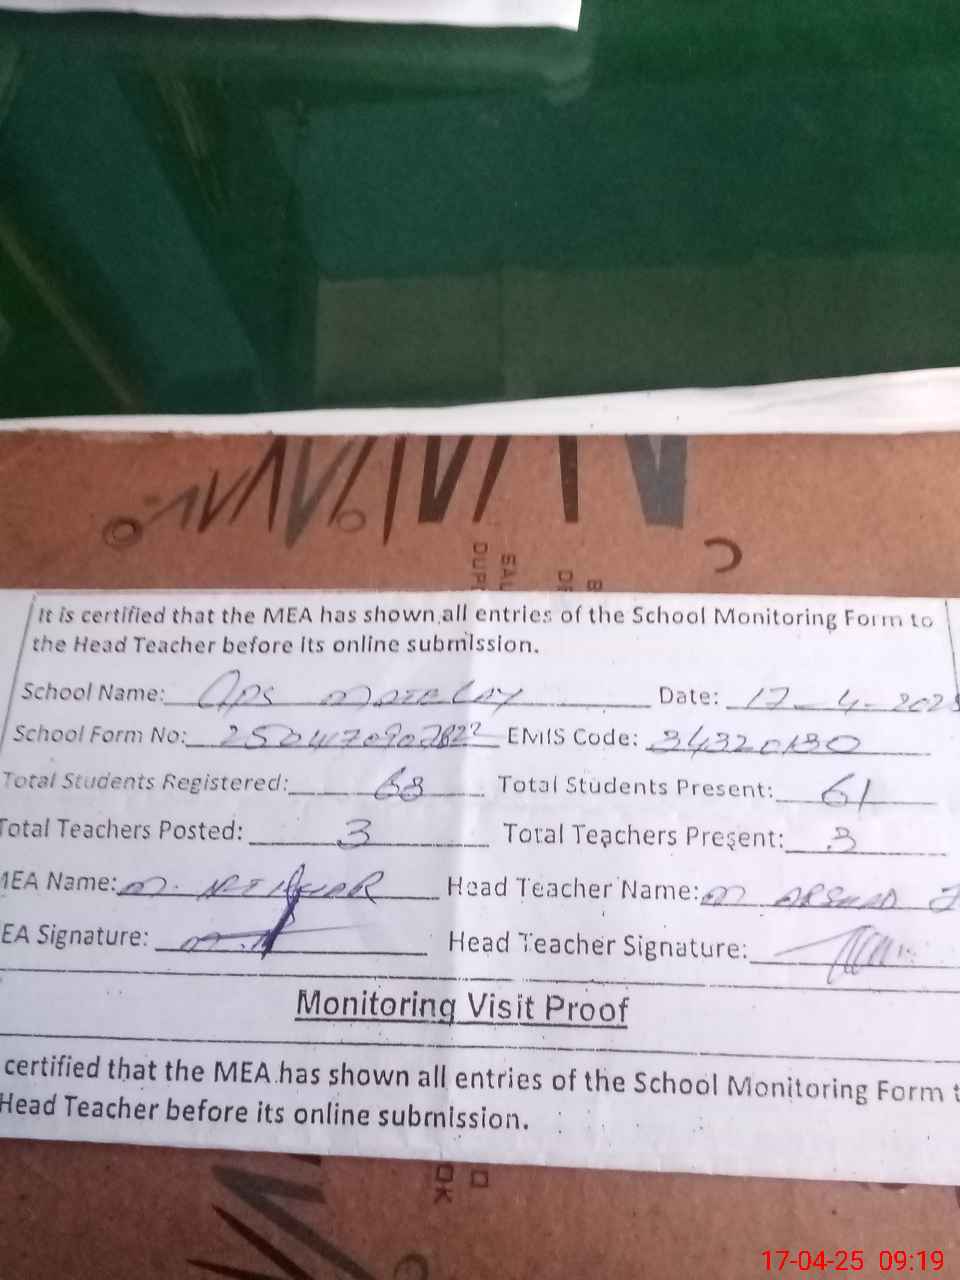 It is certified that the MEA has shown all entries of the School Monitoring Form to
the Head Teacher before its online submission.
School Name: Date: 17-4-202
School Form No: EMIS Code: 34320130
Total Students Registered: 68 Total Students Present: 61
Total Teachers Posted: 3 Total Teachers Present: 3
MEA Name: M. Head Teacher Name: M ARSHAD
EA Signature: Head Teacher Signature:
Monitoring Visit Proof
certified that the MEA has shown all entries of the School Monitoring Form t
Head Teacher before its online submission.
17-04-25 09:19